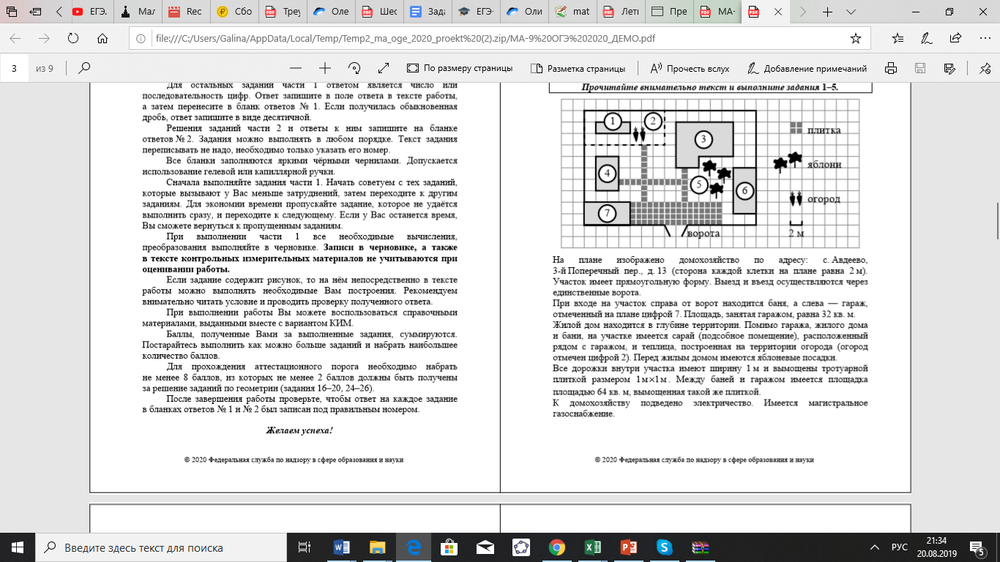 ЕГЭ.
Мал
Rec
Сбо
Треу
Оле
Шес
Зада
ЕГЭ-
Оли
mat
Лети
Пре
МА-
file:///C:/Users/Galina/AppData/Local/Temp/Temp2_ma_oge_2020_proekt%20(2).zip/МА-9%20ОГЭ%202020_ДЕМО.pdf
3 из 9
По размеру страницы
Разметка страницы
Прочесть вслух
Добавление примечаний
Для остальных заданий части 1 ответом является число или
последовательность цифр. Ответ запишите в поле ответа в тексте работы,
а затем перенесите в бланк ответов № 1. Если получилась обыкновенная
дробь, ответ запишите в виде десятичной.
Решения заданий части 2 и ответы к ним запишите на бланке
ответов № 2. Задания можно выполнять в любом порядке. Текст задания
переписывать не надо, необходимо только указать его номер.
Все бланки заполняются яркими чёрными чернилами. Допускается
использование гелевой или капиллярной ручки.
Сначала выполняйте задания части 1. Начать советуем с тех заданий,
которые вызывают у Вас меньше затруднений, затем переходите к другим
заданиям. Для экономии времени пропускайте задание, которое не удаётся
выполнить сразу, и переходите к следующему. Если у Вас останется время,
Вы сможете вернуться к пропущенным заданиям.
При выполнении части 1 все необходимые вычисления,
преобразования выполняйте в черновике. Записи в черновике, а также
в тексте контрольных измерительных материалов не учитываются при
оценивании работы.
Если задание содержит рисунок, то на нём непосредственно в тексте
работы можно выполнять необходимые Вам построения. Рекомендуем
внимательно читать условие и проводить проверку полученного ответа.
При выполнении работы Вы можете воспользоваться справочными
материалами, выданными вместе с вариантом КИМ.
Баллы, полученные Вами за выполненные задания, суммируются.
Постарайтесь выполнить как можно больше заданий и набрать наибольшее
количество баллов.
Для прохождения аттестационного порога необходимо набрать
не менее 8 баллов, из которых не менее 2 баллов должны быть получены
за решение заданий по геометрии (задания 16–20, 24–26).
После завершения работы проверьте, чтобы ответ на каждое задание
в бланках ответов № 1 и № 2 был записан под правильным номером.
Желаем успеха!
© 2020 Федеральная служба по надзору в сфере образования и науки
Прочитайте внимательно текст и выполните задания 1–5.
1
2
3
4
5
6
7
ворота
плитка
яблони
огород
2 м
На плане изображено домохозяйство по адресу: с. Авдеево,
3-й Поперечный пер., д. 13 (сторона каждой клетки на плане равна 2 м).
Участок имеет прямоугольную форму. Выезд и въезд осуществляются через
единственные ворота.
При входе на участок справа от ворот находится баня, а слева — гараж,
отмеченный на плане цифрой 7. Площадь, занятая гаражом, равна 32 кв. м.
Жилой дом находится в глубине территории. Помимо гаража, жилого дома
и бани, на участке имеется сарай (подсобное помещение), расположенный
рядом с гаражом, и теплица, построенная на территории огорода (огород
отмечен цифрой 2). Перед жилым домом имеются яблоневые посадки.
Все дорожки внутри участка имеют ширину 1 м и вымощены тротуарной
плиткой размером 1 м×1 м. Между баней и гаражом имеется площадка
площадью 64 кв. м, вымощенная такой же плиткой.
К домохозяйству подведено электричество. Имеется магистральное
газоснабжение.
© 2020 Федеральная служба по надзору в сфере образования и науки
Введите здесь текст для поиска
РУС
21:34
20.08.2019
5